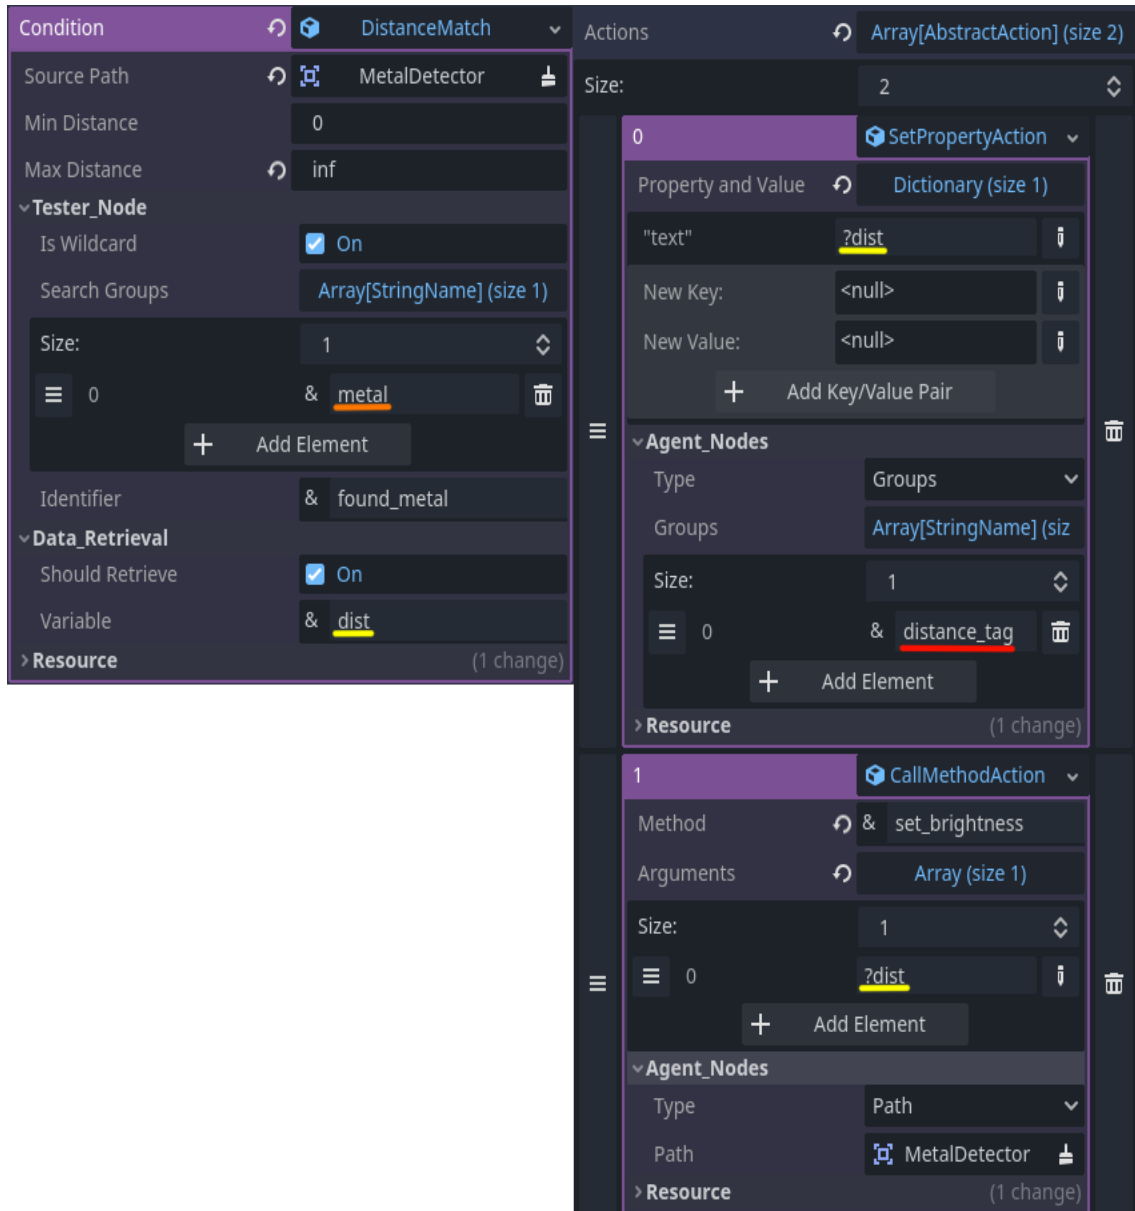 Condition DistanceMatch
Source Path MetalDetector
Min Distance 0
Max Distance inf
Tester_Node
Is Wildcard On
Search Groups Array[StringName] (size 1)
Size: 1
0 & metal
+ Add Element
Identifier & found_metal
Data_Retrieval
Should Retrieve On
Variable & dist
Resource (1 change)
Actions Array[AbstractAction] (size 2)
Size: 2
0 SetPropertyAction
Property and Value Dictionary (size 1)
"text" ?dist
New Key: <null>
New Value: <null>
+ Add Key/Value Pair
Agent_Nodes
Type Groups
Groups Array[StringName] (siz
Size: 1
0 & distance_tag
+ Add Element
Resource (1 change)
1 CallMethodAction
Method & set_brightness
Arguments Array (size 1)
Size: 1
0 ?dist
+ Add Element
Agent_Nodes
Type Path
Path MetalDetector
Resource (1 change)